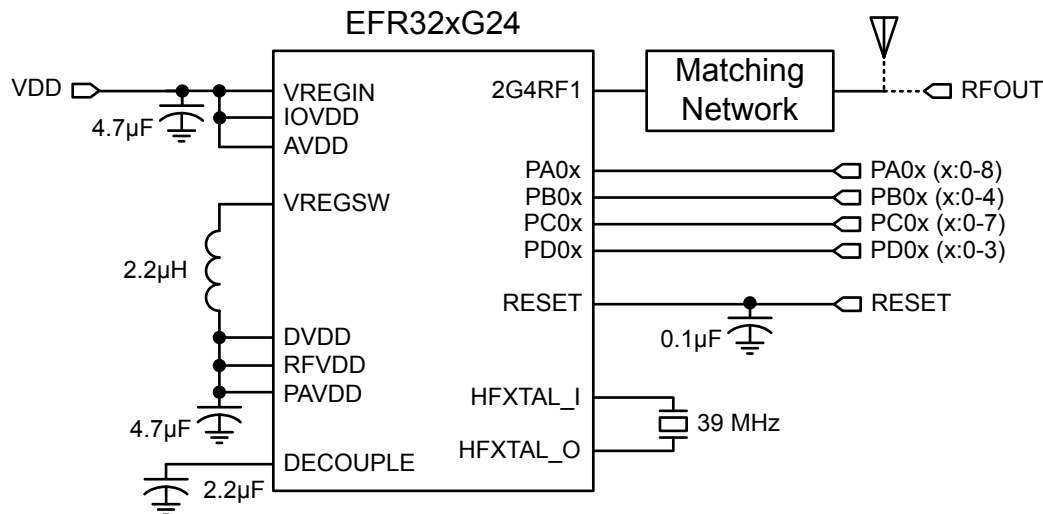 EFR32xG24
VDD
4.7µF
VREGIN
IOVDD
AVDD
VREGSW
2.2µH
DVDD
RFVDD
PAVDD
4.7µF
DECOUPLE
2.2µF
2G4RF1
Matching
Network
RFOUT
PA0x
PA0x (x:0-8)
PB0x
PB0x (x:0-4)
PC0x
PC0x (x:0-7)
PD0x
PD0x (x:0-3)
RESET
RESET
0.1µF
HFXTAL_I
39 MHz
HFXTAL_O